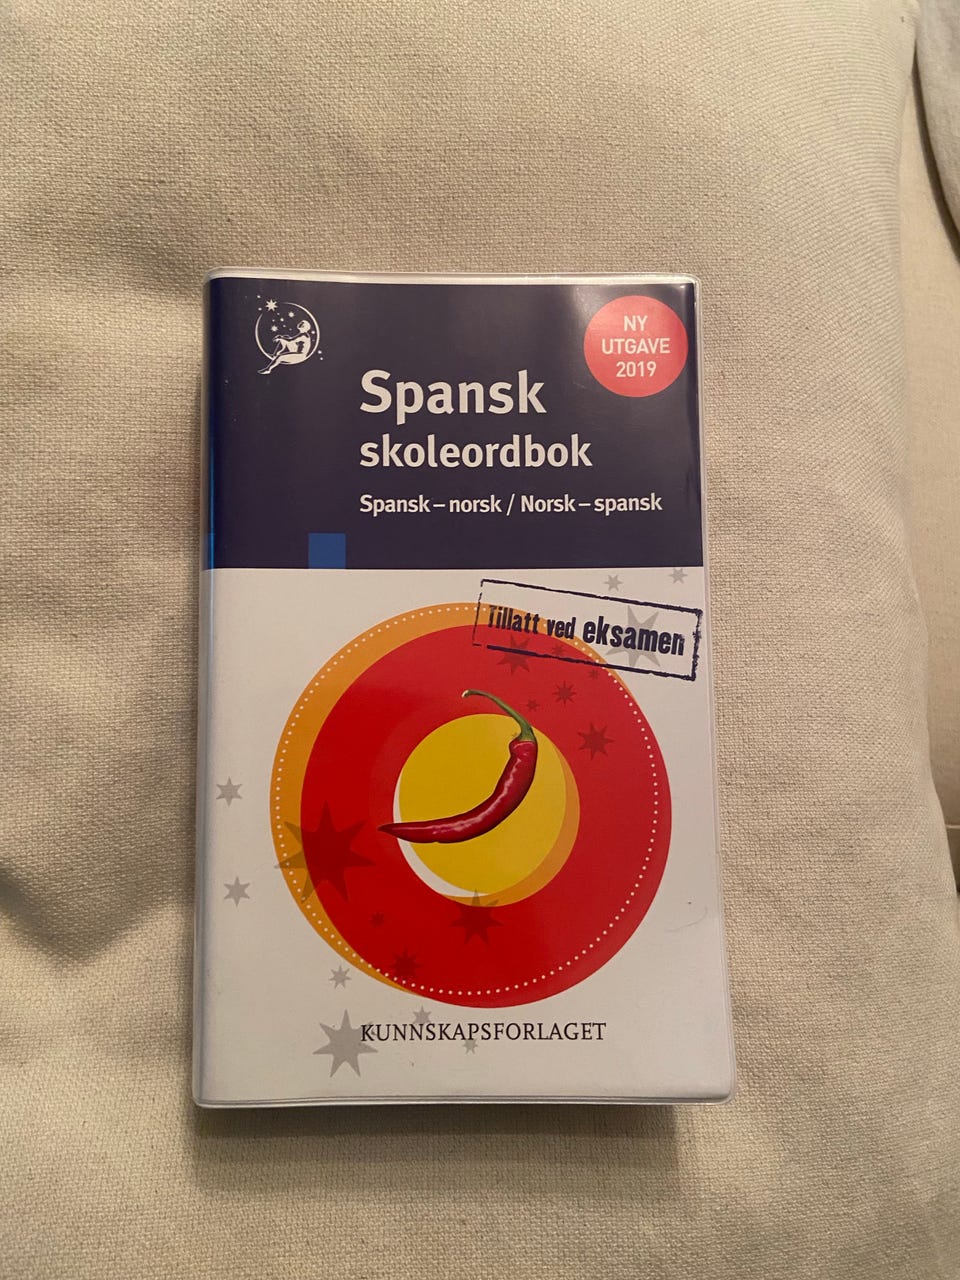 NY
UTGAVE
2019
Spansk
skoleordbok
Spansk – norsk / Norsk – spansk
Tillatt ved eksamen
KUNNSKAPSFORLAGET